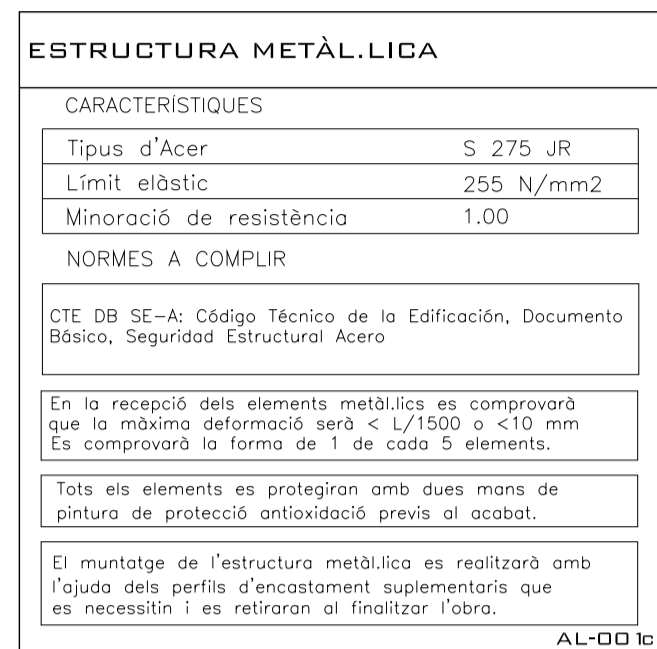 ESTRUCTURA METÀL.LICA
CARACTERÍSTIQUES
Tipus d'Acer S 275 JR
Límit elàstic 255 N/mm2
Minoració de resistència 1.00
NORMES A COMPLIR
CTE DB SE-A: Código Técnico de la Edificación, Documento
Básico, Seguridad Estructural Acero
En la recepció dels elements metàl.lics es comprovarà
que la màxima deformació serà < L/1500 o <10 mm
Es comprovarà la forma de 1 de cada 5 elements.
Tots els elements es protegiran amb dues mans de
pintura de protecció antioxidació previs al acabat.
El muntatge de l'estructura metàl.lica es realitzarà amb
l'ajuda dels perfils d'encastament suplementaris que
es necessitin i es retiraran al finalitzar l'obra.
AL-001c